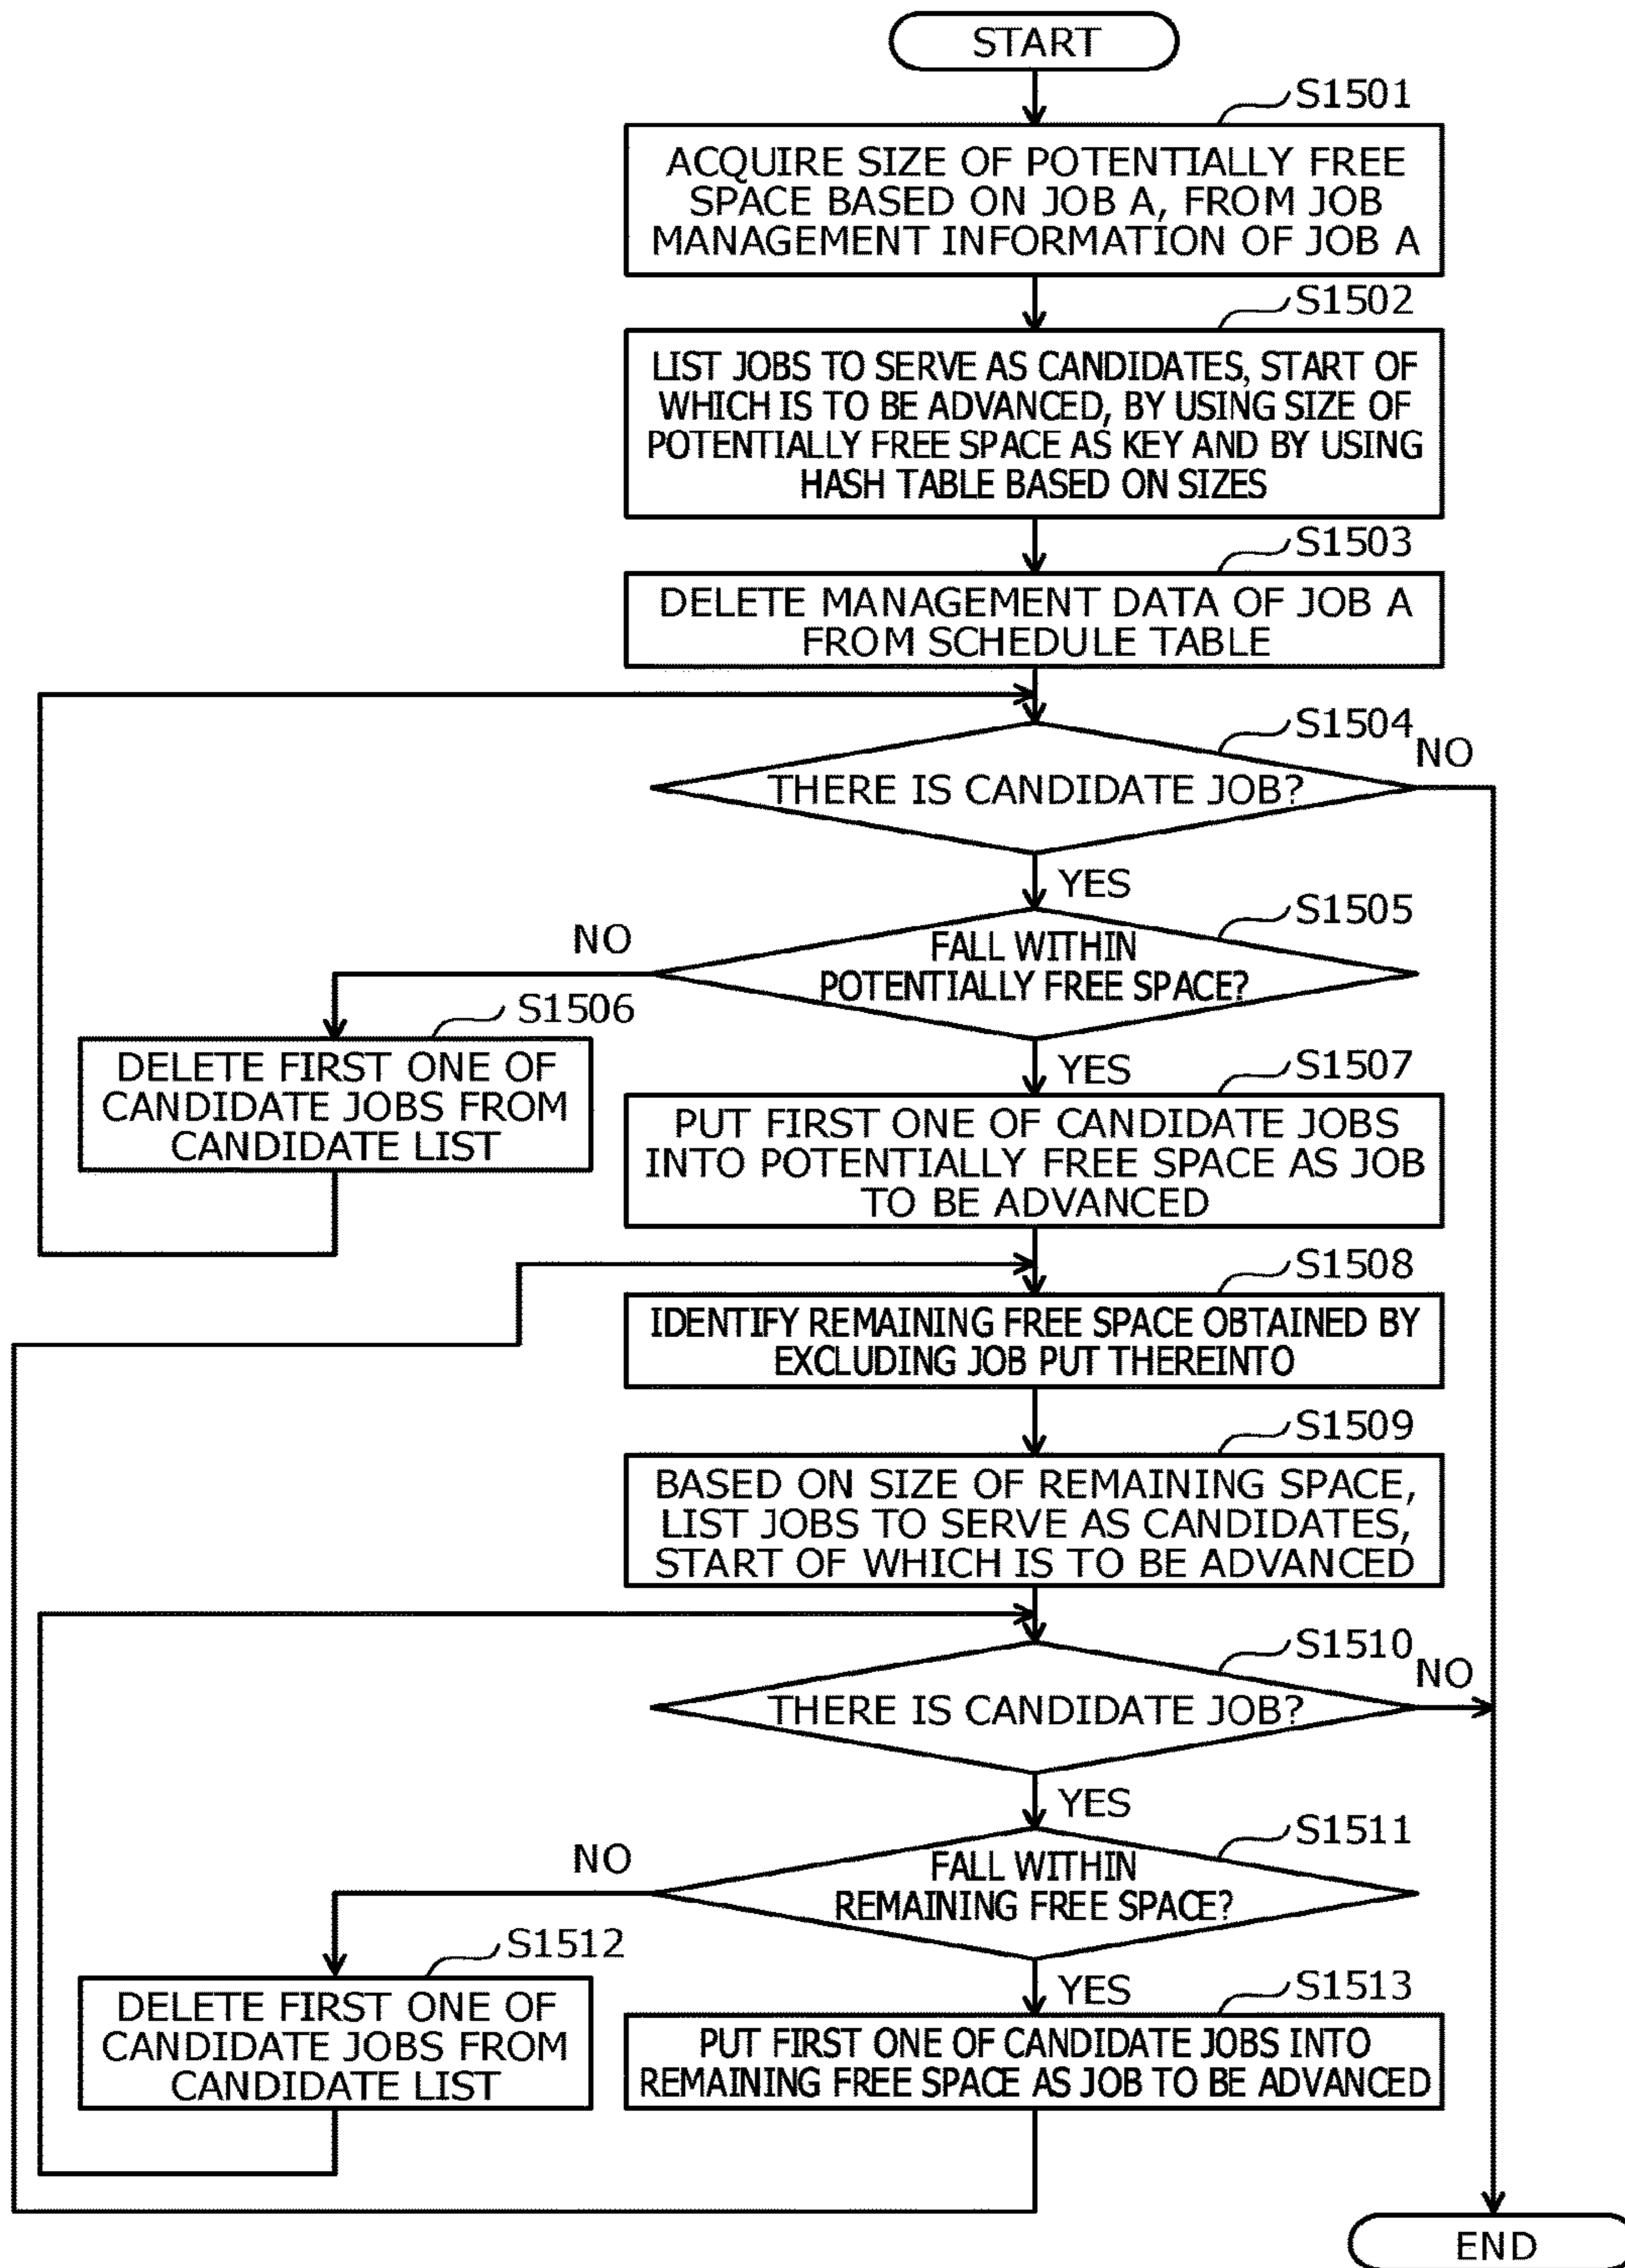 START
S1501
ACQUIRE SIZE OF POTENTIALLY FREE
SPACE BASED ON JOB A, FROM JOB
MANAGEMENT INFORMATION OF JOB A
S1502
LIST JOBS TO SERVE AS CANDIDATES, START OF
WHICH IS TO BE ADVANCED, BY USING SIZE OF
POTENTIALLY FREE SPACE AS KEY AND BY USING
HASH TABLE BASED ON SIZES
S1503
DELETE MANAGEMENT DATA OF JOB A
FROM SCHEDULE TABLE
S1504
NO
THERE IS CANDIDATE JOB?
YES
S1505
NO
FALL WITHIN
POTENTIALLY FREE SPACE?
S1506
DELETE FIRST ONE OF
CANDIDATE JOBS FROM
CANDIDATE LIST
YES
S1507
PUT FIRST ONE OF CANDIDATE JOBS
INTO POTENTIALLY FREE SPACE AS JOB
TO BE ADVANCED
S1508
IDENTIFY REMAINING FREE SPACE OBTAINED BY
EXCLUDING JOB PUT THEREINTO
S1509
BASED ON SIZE OF REMAINING SPACE,
LIST JOBS TO SERVE AS CANDIDATES,
START OF WHICH IS TO BE ADVANCED
S1510
NO
THERE IS CANDIDATE JOB?
YES
S1511
NO
FALL WITHIN
REMAINING FREE SPACE?
S1512
DELETE FIRST ONE OF
CANDIDATE JOBS FROM
CANDIDATE LIST
YES
S1513
PUT FIRST ONE OF CANDIDATE JOBS INTO
REMAINING FREE SPACE AS JOB TO BE ADVANCED
END